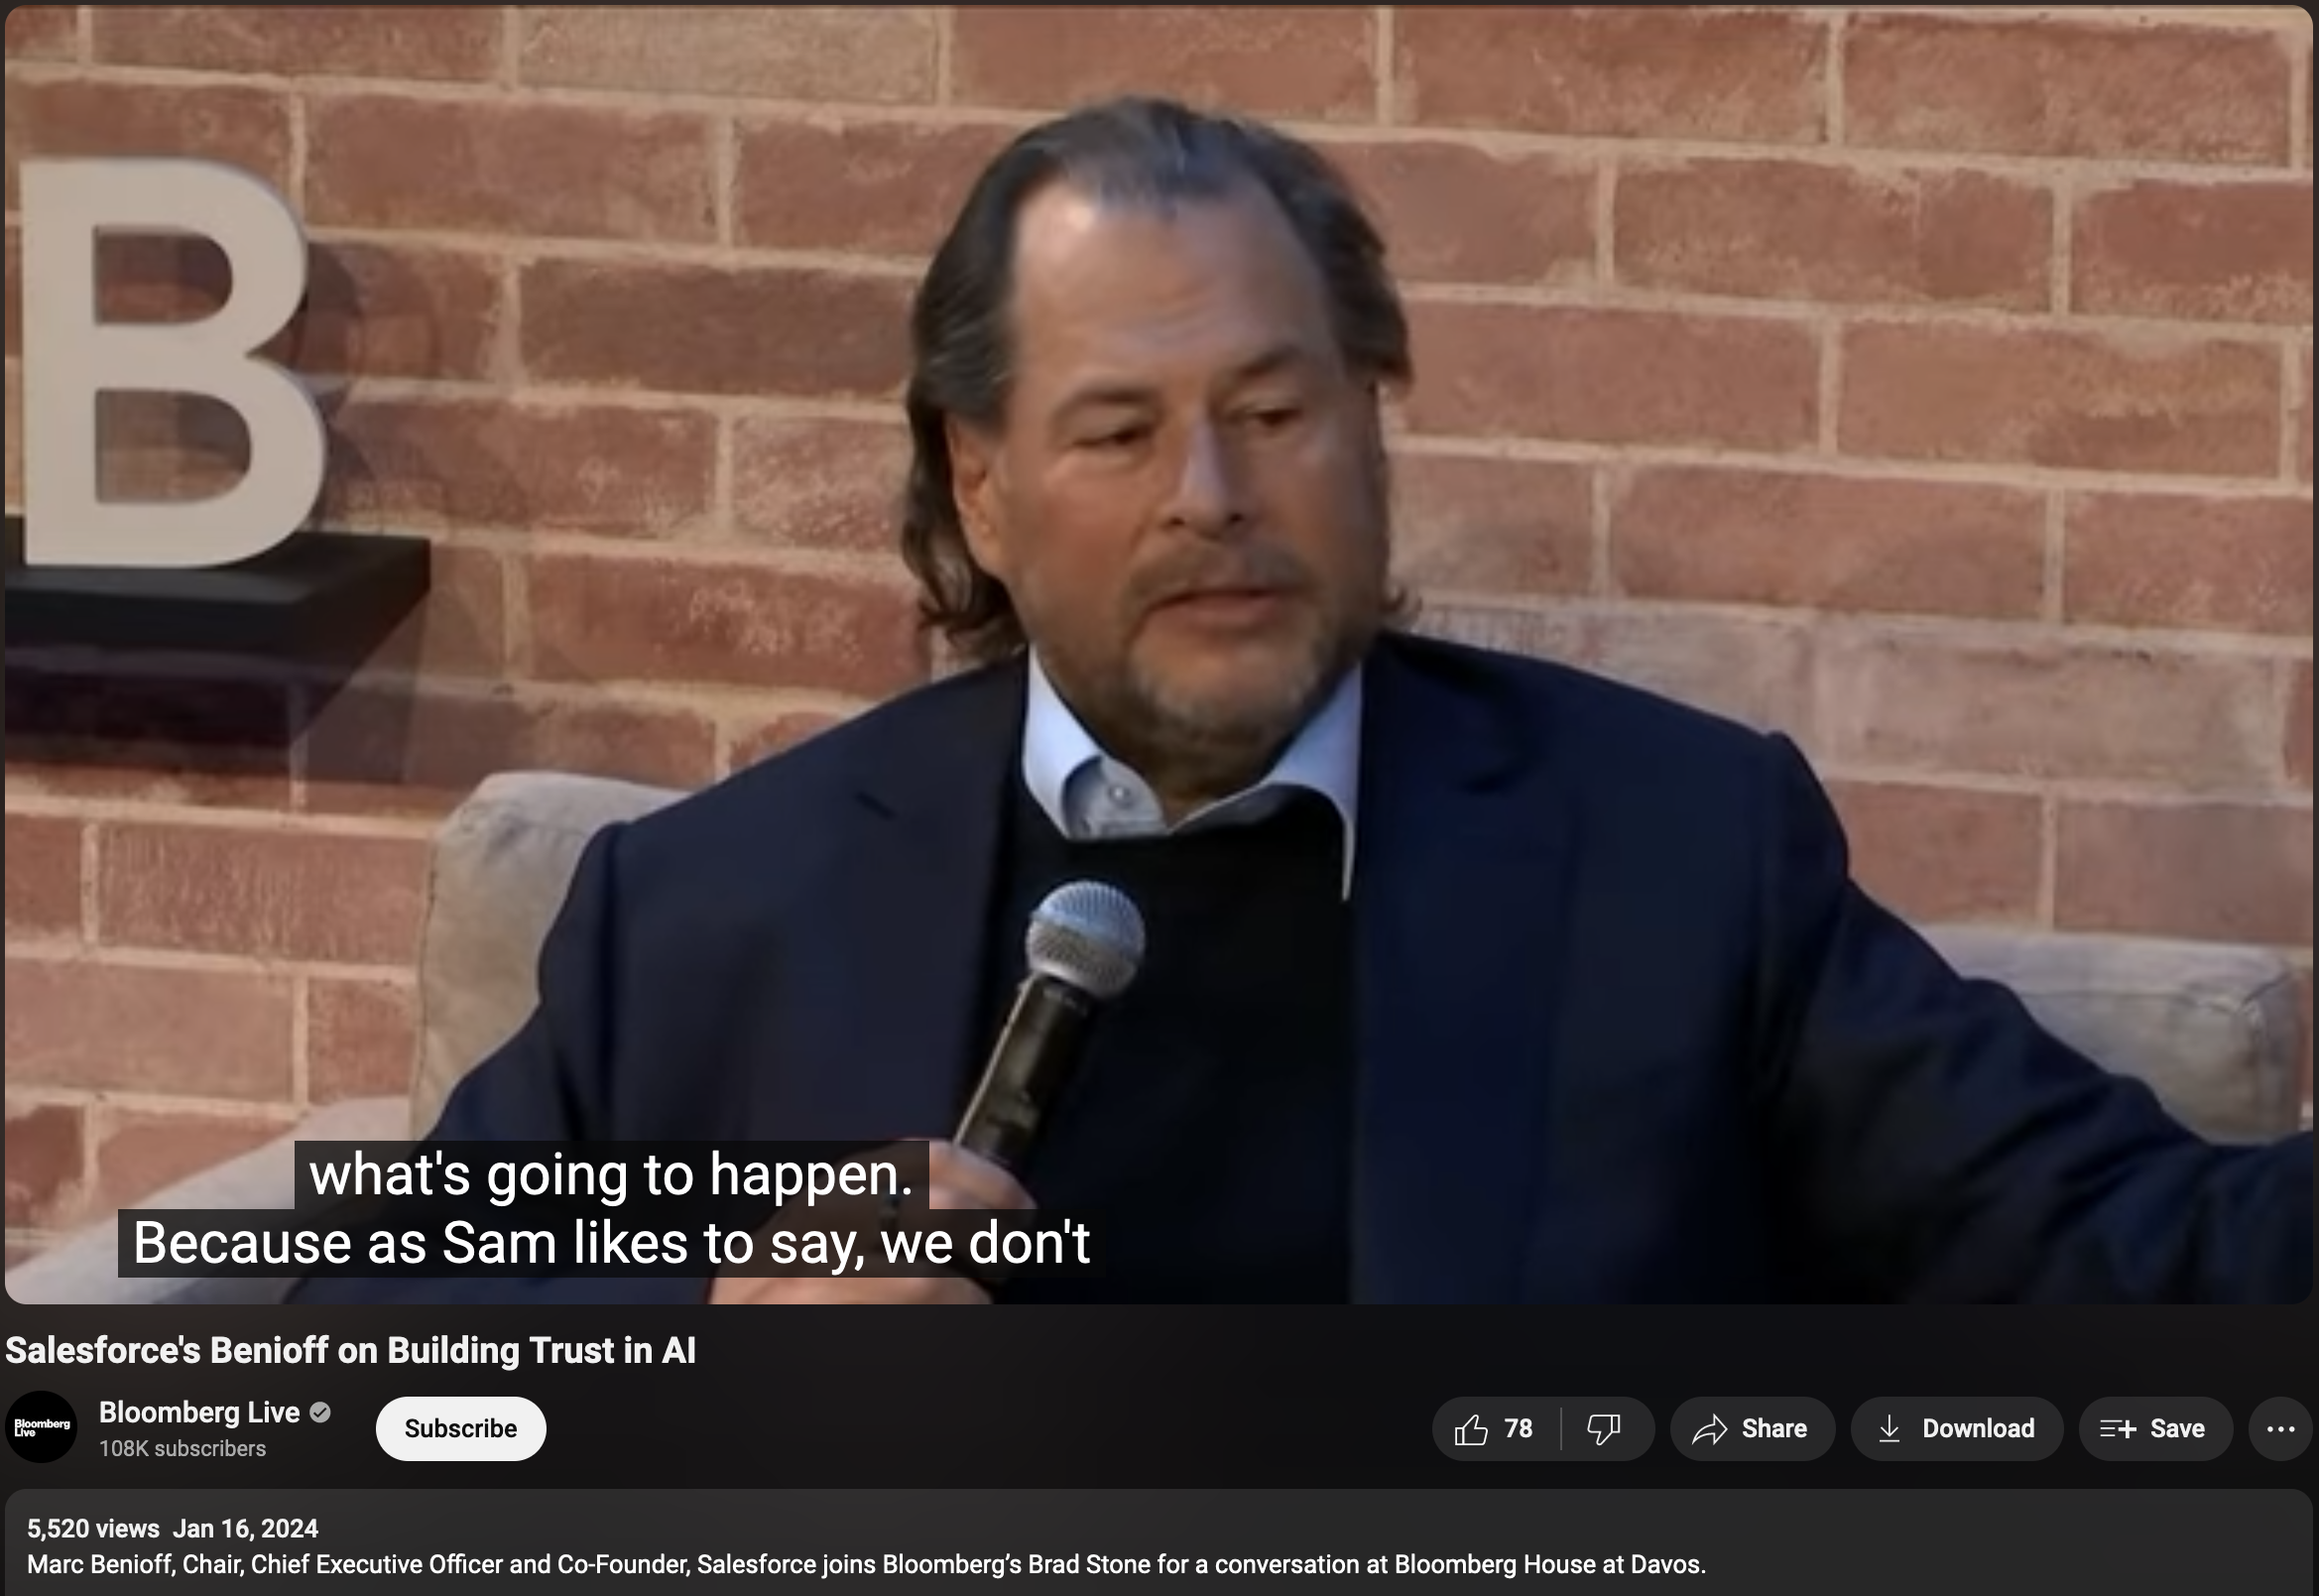 B
what's going to happen.
Because as Sam likes to say, we don't
Salesforce's Benioff on Building Trust in AI
Bloomberg
Live
Bloomberg Live
108K subscribers
Subscribe
78
Share
Download
Save
5,520 views Jan 16, 2024
Marc Benioff, Chair, Chief Executive Officer and Co-Founder, Salesforce joins Bloomberg’s Brad Stone for a conversation at Bloomberg House at Davos.